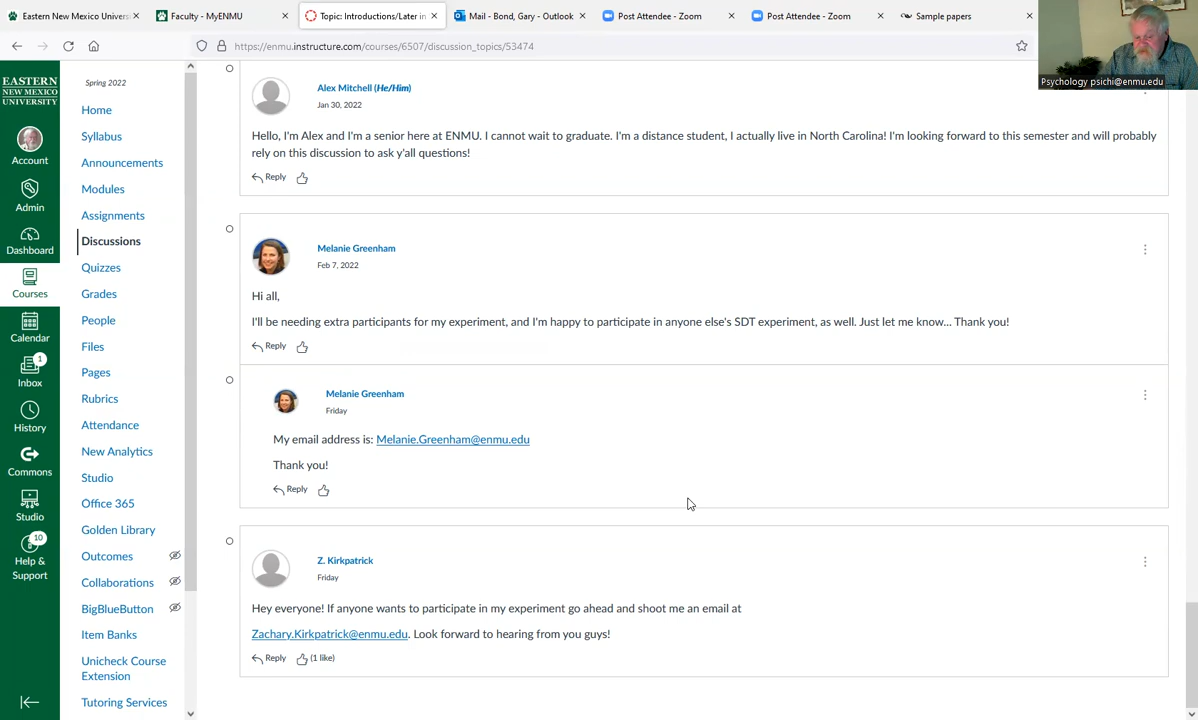 Eastern New Mexico Universi
Faculty - MyENMU
Topic: Introductions/Later in
Mail - Bond, Gary - Outlook
Post Attendee - Zoom
Post Attendee - Zoom
Sample papers
https://enmu.instructure.com/courses/6507/discussion_topics/53474
Psychology psichi@enmu.edu
EASTERN
NEW MEXICO
UNIVERSITY
Account
Admin
Dashboard
Courses
Calendar
1
Inbox
History
Commons
Studio
10
Help &
Support
Spring 2022
Home
Syllabus
Announcements
Modules
Assignments
Discussions
Quizzes
Grades
People
Files
Pages
Rubrics
Attendance
New Analytics
Studio
Office 365
Golden Library
Outcomes
Collaborations
BigBlueButton
Item Banks
Unicheck Course
Extension
Tutoring Services
Alex Mitchell (He/Him)
Jan 30, 2022
Hello, I'm Alex and I'm a senior here at ENMU. I cannot wait to graduate. I'm a distance student, I actually live in North Carolina! I'm looking forward to this semester and will probably
rely on this discussion to ask y'all questions!
Reply
Melanie Greenham
Feb 7, 2022
Hi all,
I'll be needing extra participants for my experiment, and I'm happy to participate in anyone else's SDT experiment, as well. Just let me know... Thank you!
Reply
Melanie Greenham
Friday
My email address is: Melanie.Greenham@enmu.edu
Thank you!
Reply
Z. Kirkpatrick
Friday
Hey everyone! If anyone wants to participate in my experiment go ahead and shoot me an email at
Zachary.Kirkpatrick@enmu.edu. Look forward to hearing from you guys!
Reply (1 like)